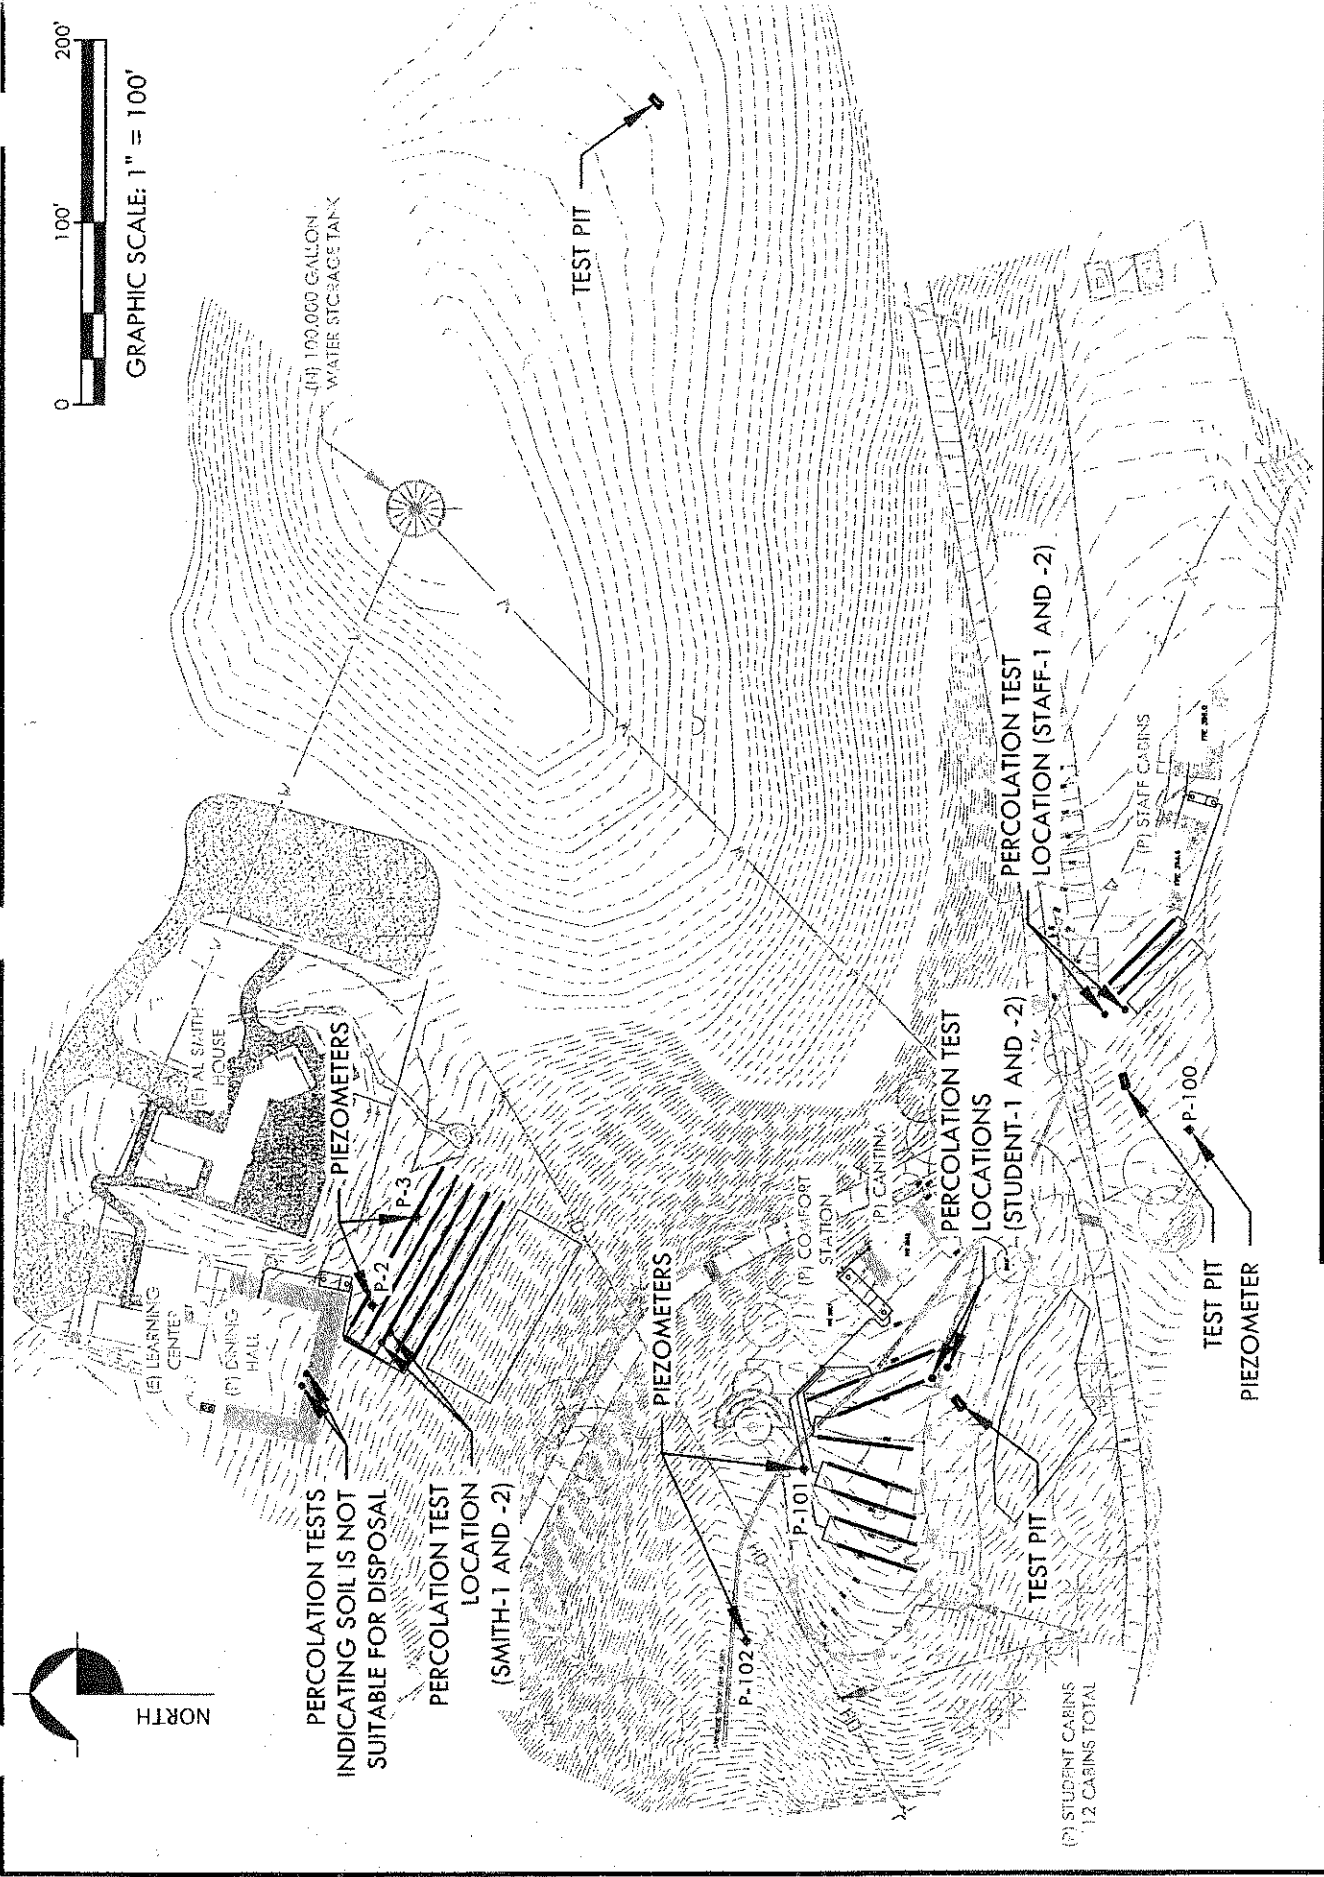 0 100' 200'
GRAPHIC SCALE: 1" = 100'
NORTH
(N) 100,000 GALLON
WATER STORAGE TANK
TEST PIT
(E) AL SMITH
HOUSE
(E) LEARNING
CENTER
(P) DINING
HALL
PIEZOMETERS
P-2
P-3
PERCOLATION TESTS
INDICATING SOIL IS NOT
SUITABLE FOR DISPOSAL
PERCOLATION TEST
LOCATION
(SMITH-1 AND -2)
PIEZOMETERS
P-102
P-101
(P) COMFORT
STATION
(P) CANTINA
PERCOLATION TEST
LOCATIONS
(STUDENT-1 AND -2)
PERCOLATION TEST
LOCATION (STAFF-1 AND -2)
(P) STAFF CABINS
TEST PIT
(P) STUDENT CABINS
12 CABINS TOTAL
P-100
TEST PIT
PIEZOMETER